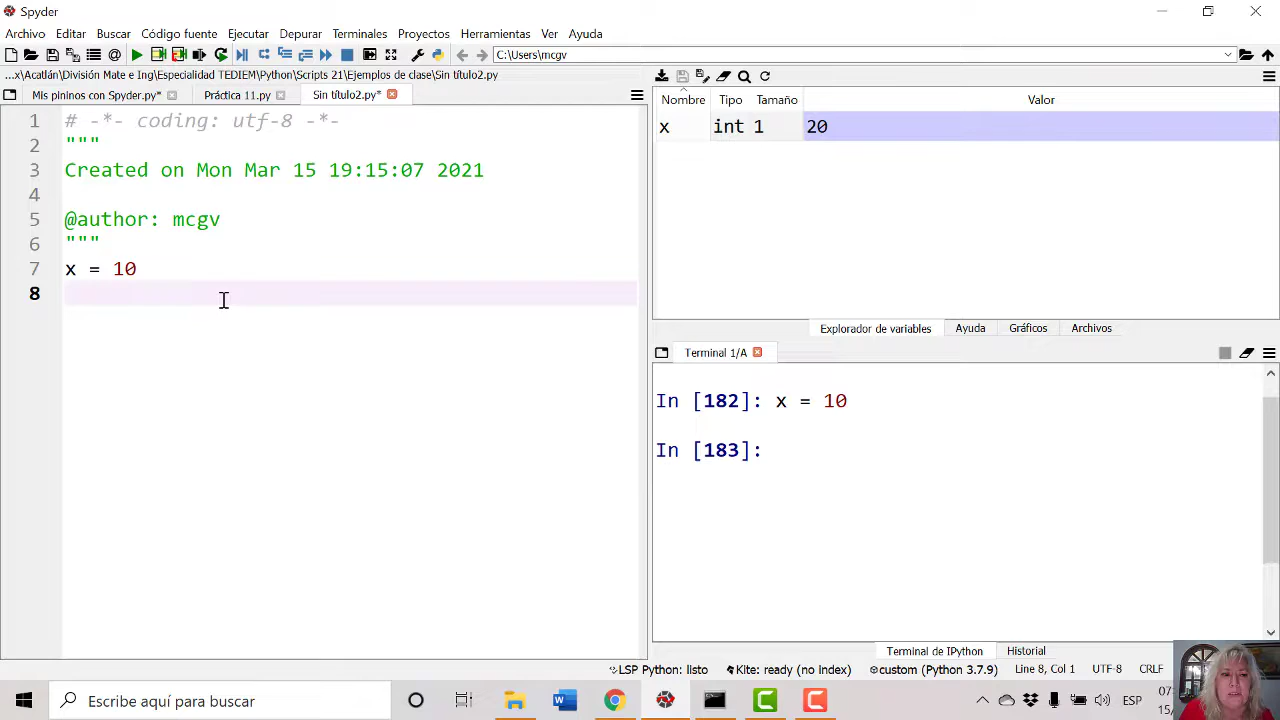 Spyder
Archivo Editar Buscar Código fuente Ejecutar Depurar Terminales Proyectos Herramientas Ver Ayuda
C:\Users\mcgv
...x\Acatlán\División Mate e Ing\Especialidad TEDIEM\Python\Scripts 21\Ejemplos de clase\Sin título2.py
Mis pininos con Spyder.py* Práctica 11.py Sin título2.py*
1 # -*- coding: utf-8 -*-
2 """
3 Created on Mon Mar 15 19:15:07 2021
4
5 @author: mcgv
6 """
7 x = 10
8
Nombre Tipo Tamaño Valor
x int 1 20
Explorador de variables Ayuda Gráficos Archivos
Terminal 1/A
In [182]: x = 10
In [183]:
Terminal de IPython Historial
LSP Python: listo Kite: ready (no index) custom (Python 3.7.9) Line 8, Col 1 UTF-8 CRLF
Escribe aquí para buscar
ESP